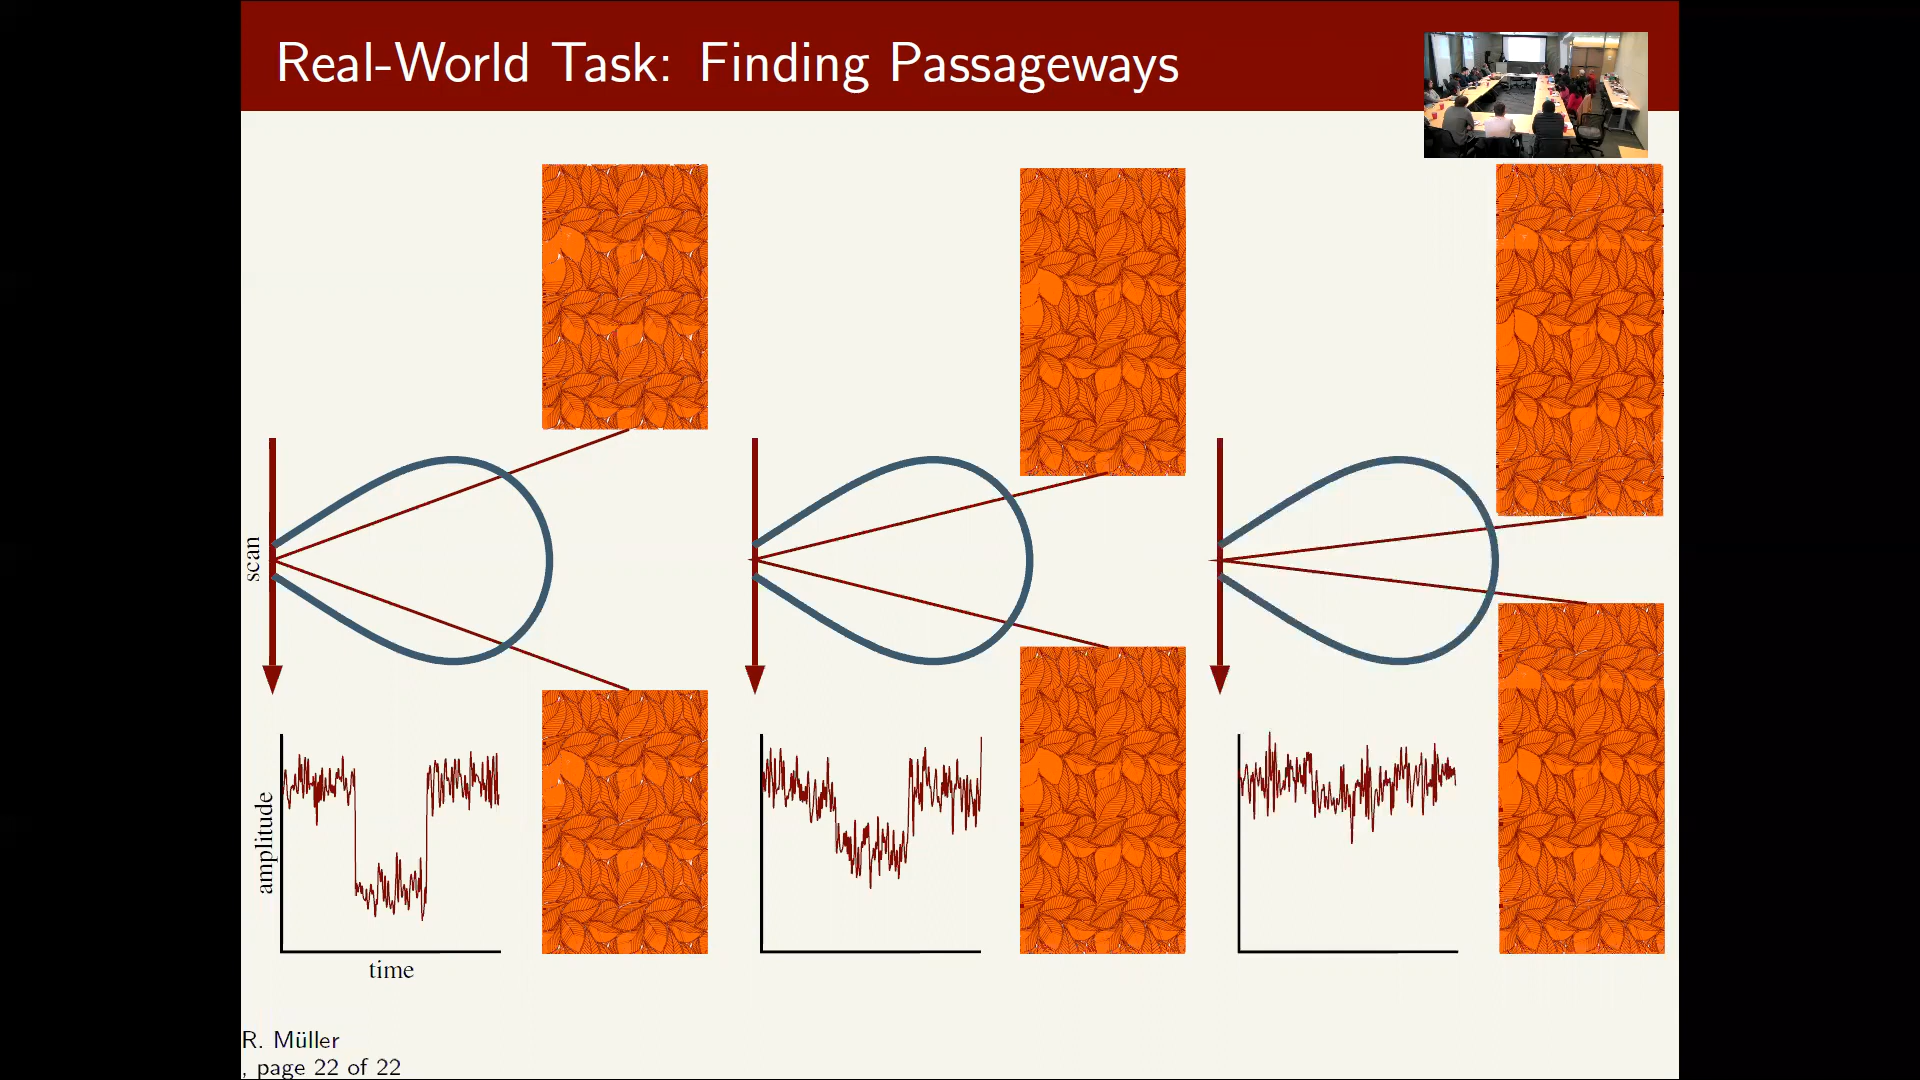 Real-World Task: Finding Passageways
scan
amplitude
time
R. Müller
, page 22 of 22